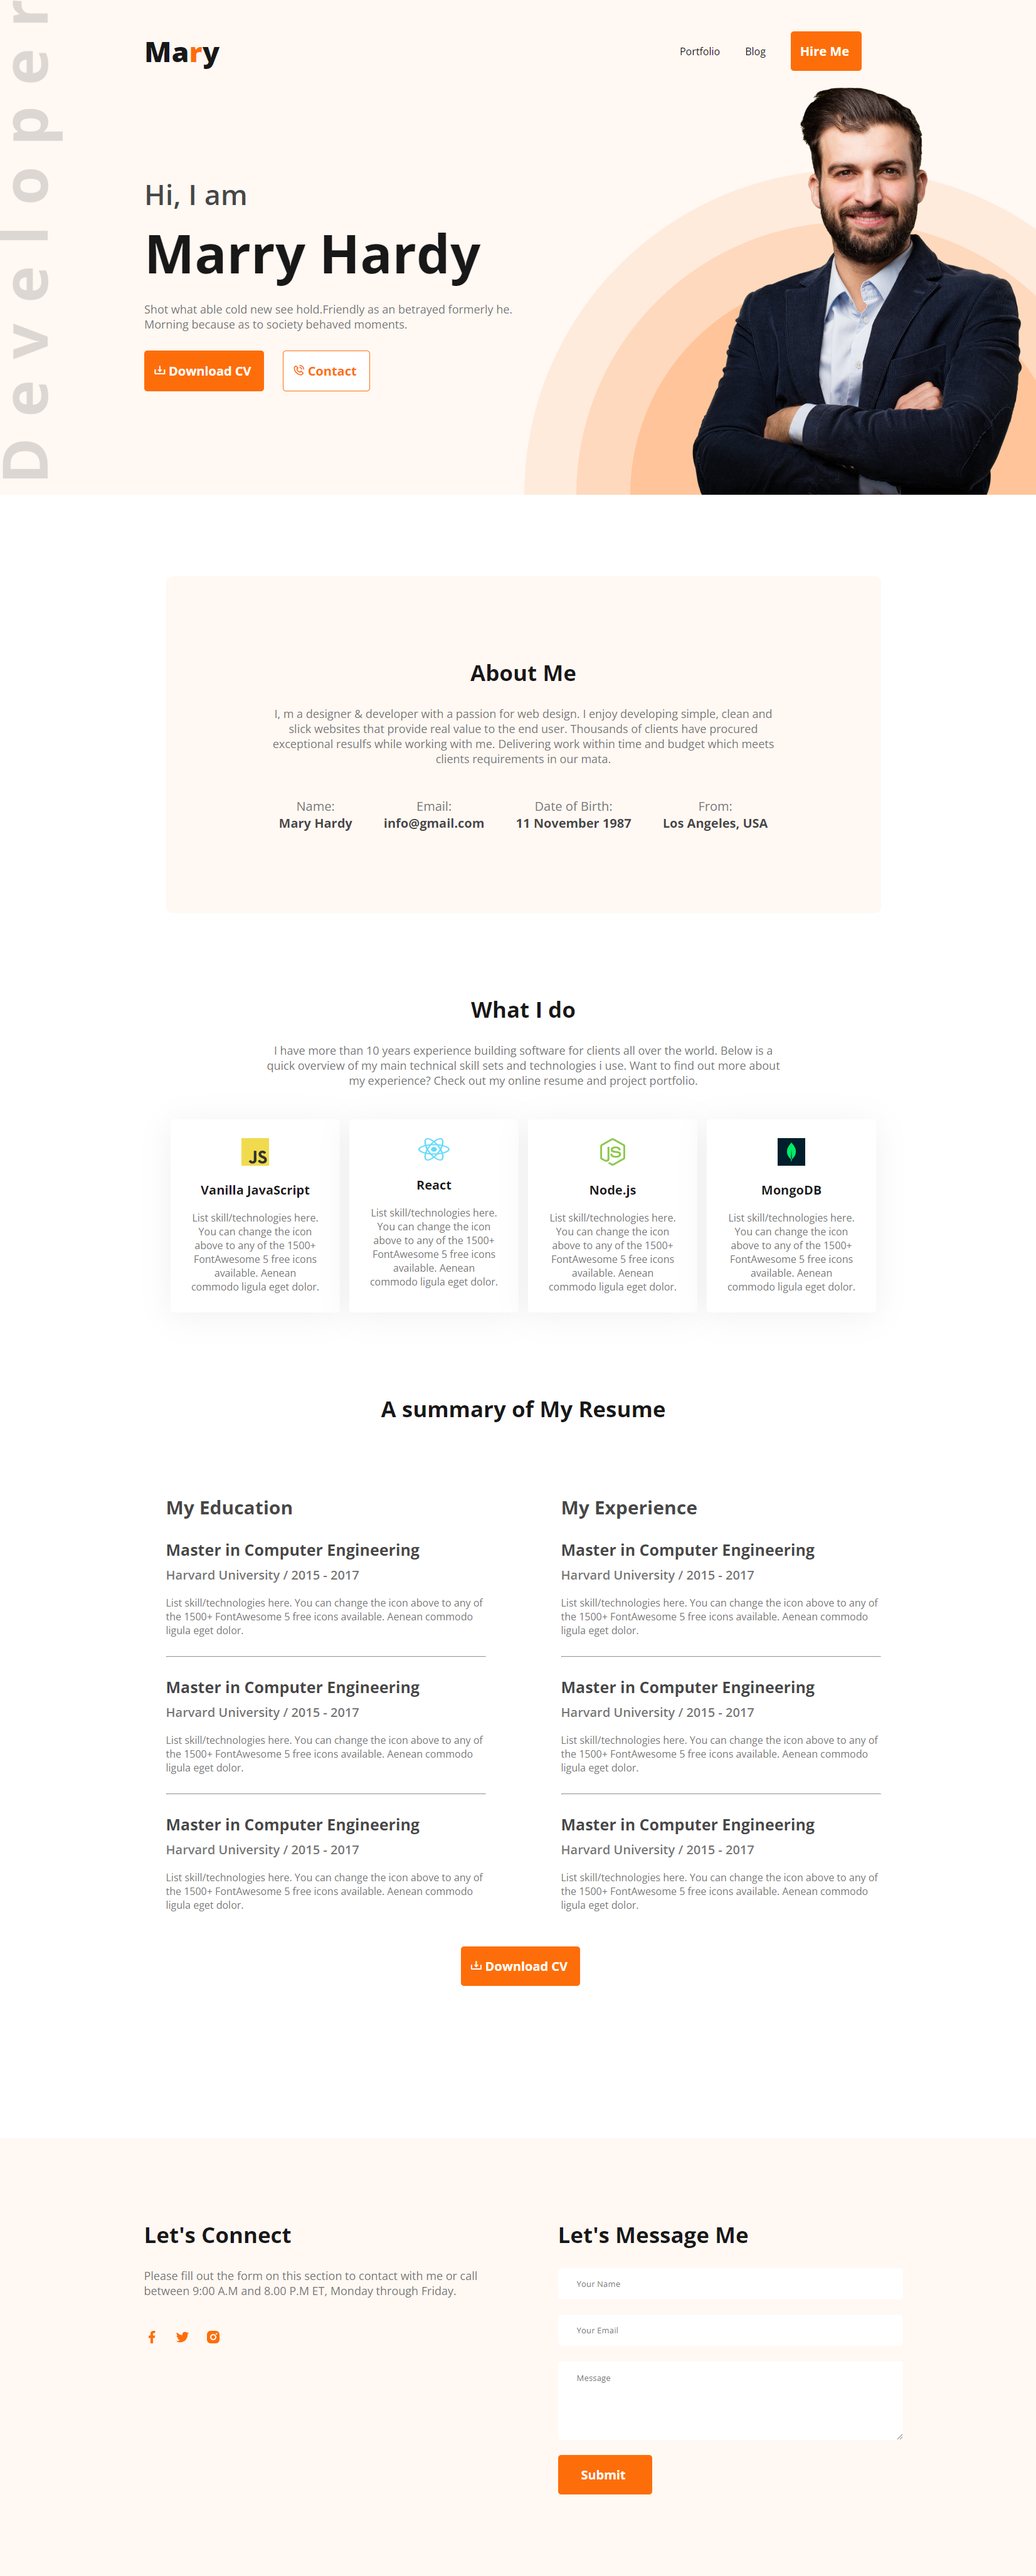 Developer
Mary
Portfolio
Blog
Hire Me
Hi, I am
Marry Hardy
Shot what able cold new see hold.Friendly as an betrayed formerly he.
Morning because as to society behaved moments.
Download CV
Contact
About Me
I, m a designer & developer with a passion for web design. I enjoy developing simple, clean and
slick websites that provide real value to the end user. Thousands of clients have procured
exceptional resulfs while working with me. Delivering work within time and budget which meets
clients requirements in our mata.
Name:
Mary Hardy
Email:
info@gmail.com
Date of Birth:
11 November 1987
From:
Los Angeles, USA
What I do
I have more than 10 years experience building software for clients all over the world. Below is a
quick overview of my main technical skill sets and technologies i use. Want to find out more about
my experience? Check out my online resume and project portfolio.
JS
Vanilla JavaScript
List skill/technologies here.
You can change the icon
above to any of the 1500+
FontAwesome 5 free icons
available. Aenean
commodo ligula eget dolor.
React
List skill/technologies here.
You can change the icon
above to any of the 1500+
FontAwesome 5 free icons
available. Aenean
commodo ligula eget dolor.
JS
Node.js
List skill/technologies here.
You can change the icon
above to any of the 1500+
FontAwesome 5 free icons
available. Aenean
commodo ligula eget dolor.
MongoDB
List skill/technologies here.
You can change the icon
above to any of the 1500+
FontAwesome 5 free icons
available. Aenean
commodo ligula eget dolor.
A summary of My Resume
My Education
Master in Computer Engineering
Harvard University / 2015 - 2017
List skill/technologies here. You can change the icon above to any of
the 1500+ FontAwesome 5 free icons available. Aenean commodo
ligula eget dolor.
Master in Computer Engineering
Harvard University / 2015 - 2017
List skill/technologies here. You can change the icon above to any of
the 1500+ FontAwesome 5 free icons available. Aenean commodo
ligula eget dolor.
Master in Computer Engineering
Harvard University / 2015 - 2017
List skill/technologies here. You can change the icon above to any of
the 1500+ FontAwesome 5 free icons available. Aenean commodo
ligula eget dolor.
My Experience
Master in Computer Engineering
Harvard University / 2015 - 2017
List skill/technologies here. You can change the icon above to any of
the 1500+ FontAwesome 5 free icons available. Aenean commodo
ligula eget dolor.
Master in Computer Engineering
Harvard University / 2015 - 2017
List skill/technologies here. You can change the icon above to any of
the 1500+ FontAwesome 5 free icons available. Aenean commodo
ligula eget dolor.
Master in Computer Engineering
Harvard University / 2015 - 2017
List skill/technologies here. You can change the icon above to any of
the 1500+ FontAwesome 5 free icons available. Aenean commodo
ligula eget dolor.
Download CV
Let's Connect
Please fill out the form on this section to contact with me or call
between 9:00 A.M and 8.00 P.M ET, Monday through Friday.
Let's Message Me
Your Name
Your Email
Message
Submit